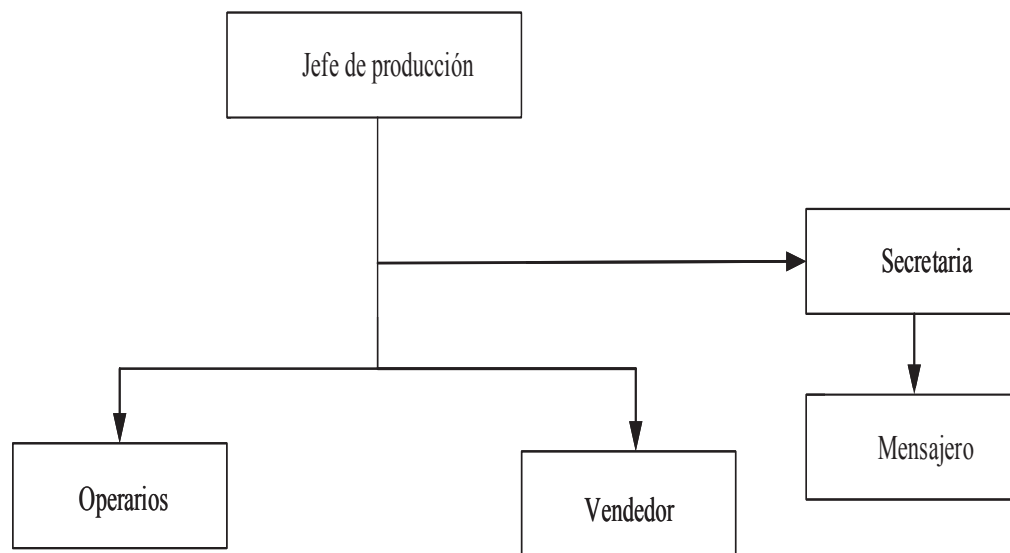 Jefe de producción
Secretaria
Mensajero
Operarios
Vendedor